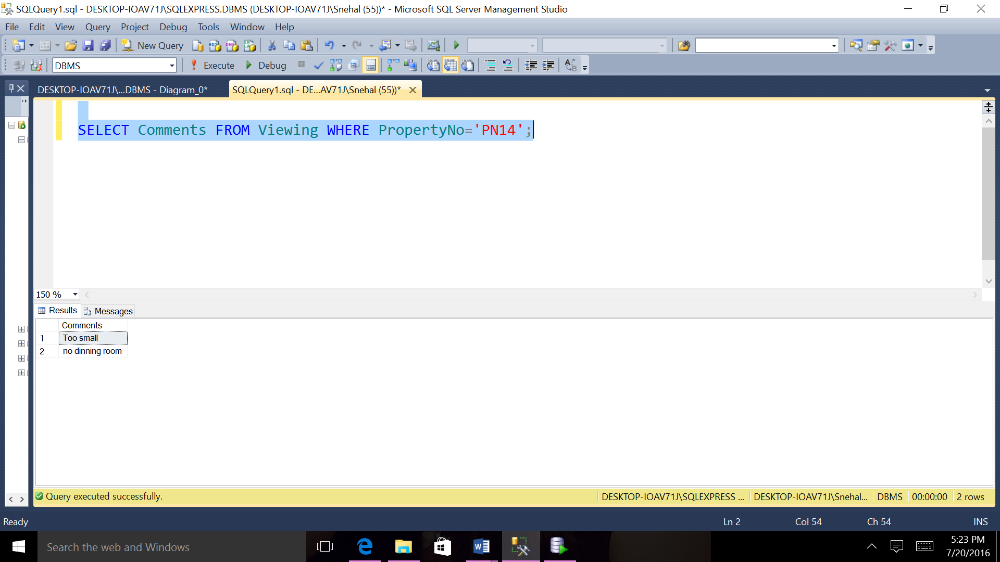 SQLQuery1.sql - DESKTOP-IOAV71J\SQLEXPRESS.DBMS (DESKTOP-IOAV71J\Snehal (55))* - Microsoft SQL Server Management Studio
File Edit View Query Project Debug Tools Window Help
New Query
DBMS Execute Debug
DESKTOP-IOAV71J\...DBMS - Diagram_0* SQLQuery1.sql - DE...AV71J\Snehal (55))*
SELECT Comments FROM Viewing WHERE PropertyNo='PN14';
150 %
Results Messages
Comments
1 Too small
2 no dinning room
Query executed successfully. DESKTOP-IOAV71J\SQLEXPRESS ... DESKTOP-IOAV71J\Snehal... DBMS 00:00:00 2 rows
Ready Ln 2 Col 54 Ch 54 INS
Search the web and Windows
5:23 PM
7/20/2016